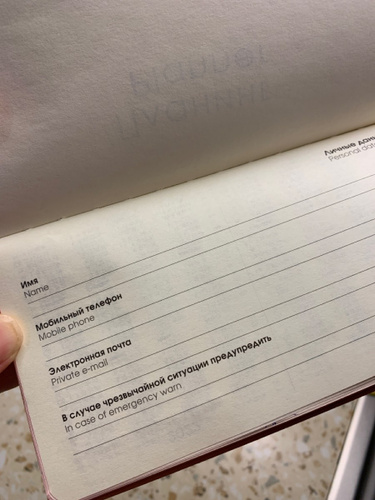 Личные дан
Personal dat
Имя
Name
Мобильный телефон
Mobile phone
Электронная почта
Private e-mail
В случае чрезвычайной ситуации предупредить
In case of emergency warn